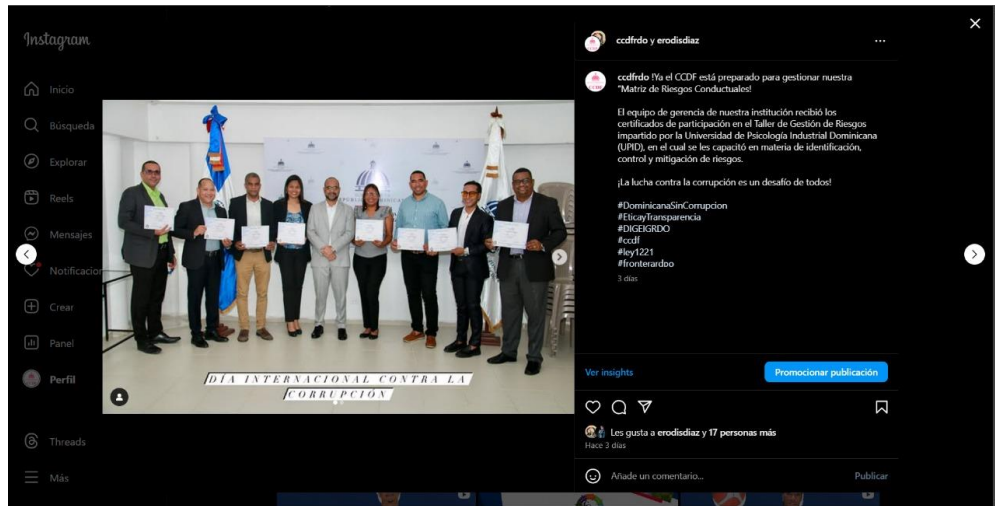 Instagram
Inicio
Búsqueda
Explorar
Reels
Mensajes
Notificacion
Crear
Panel
Perfil
Threads
Más
DÍA INTERNACIONAL CONTRA LA
CORRUPCIÓN
ccdfrdo y erodisdiaz
ccdfrdo !Ya el CCDF está preparado para gestionar nuestra
"Matriz de Riesgos Conductuales!
El equipo de gerencia de nuestra institución recibió los
certificados de participación en el Taller de Gestión de Riesgos
impartido por la Universidad de Psicología Industrial Dominicana
(UPID), en el cual se les capacitó en materia de identificación,
control y mitigación de riesgos.
¡La lucha contra la corrupción es un desafío de todos!
#DominicanaSinCorrupcion
#EticayTransparencia
#DIGEIGRDO
#ccdf
#ley1221
#fronterardoo
3 días
Ver insights
Promocionar publicación
Les gusta a erodisdiaz y 17 personas más
Hace 3 días
Añade un comentario...
Publicar